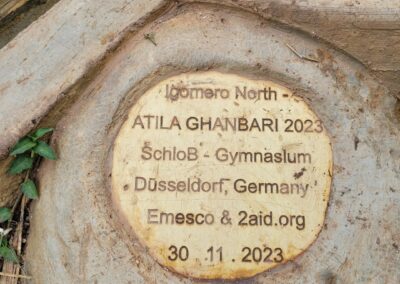 Igomero North -
ATILA GHANBARI 2023
SchloB - Gymnasium
Düsseldorf, Germany
Emesco & 2aid.org
30 . 11 . 2023